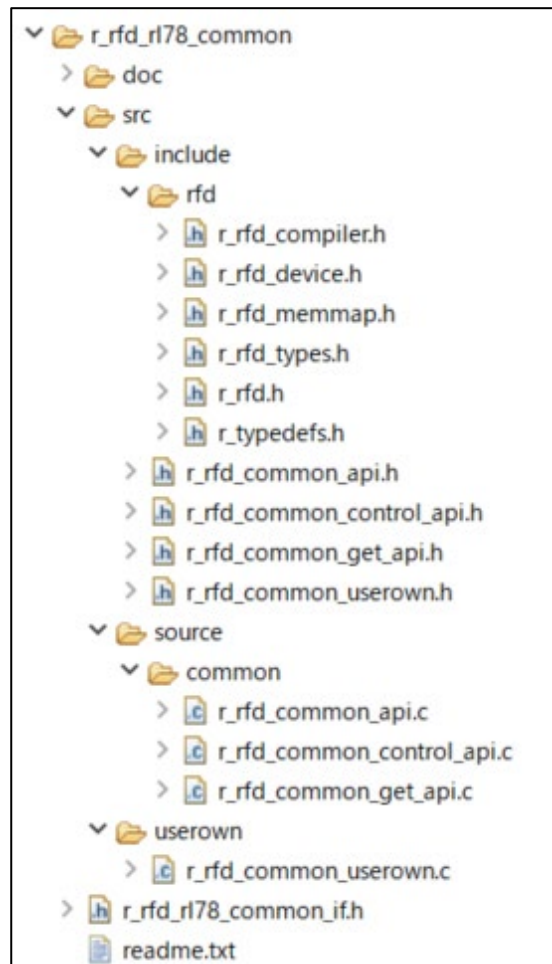 r_rfd_rl78_common
doc
src
include
rfd
r_rfd_compiler.h
r_rfd_device.h
r_rfd_memmap.h
r_rfd_types.h
r_rfd.h
r_typedefs.h
r_rfd_common_api.h
r_rfd_common_control_api.h
r_rfd_common_get_api.h
r_rfd_common_userown.h
source
common
r_rfd_common_api.c
r_rfd_common_control_api.c
r_rfd_common_get_api.c
userown
r_rfd_common_userown.c
r_rfd_rl78_common_if.h
readme.txt